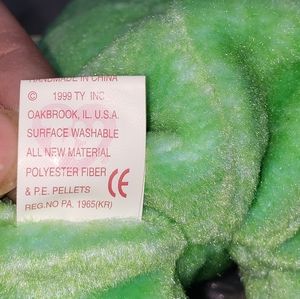 HANDMADE IN CHINA
© 1999 TY INC
OAKBROOK, IL. U.S.A.
SURFACE WASHABLE
ALL NEW MATERIAL
POLYESTER FIBER
& P.E. PELLETS CE
REG.NO PA. 1965(KR)